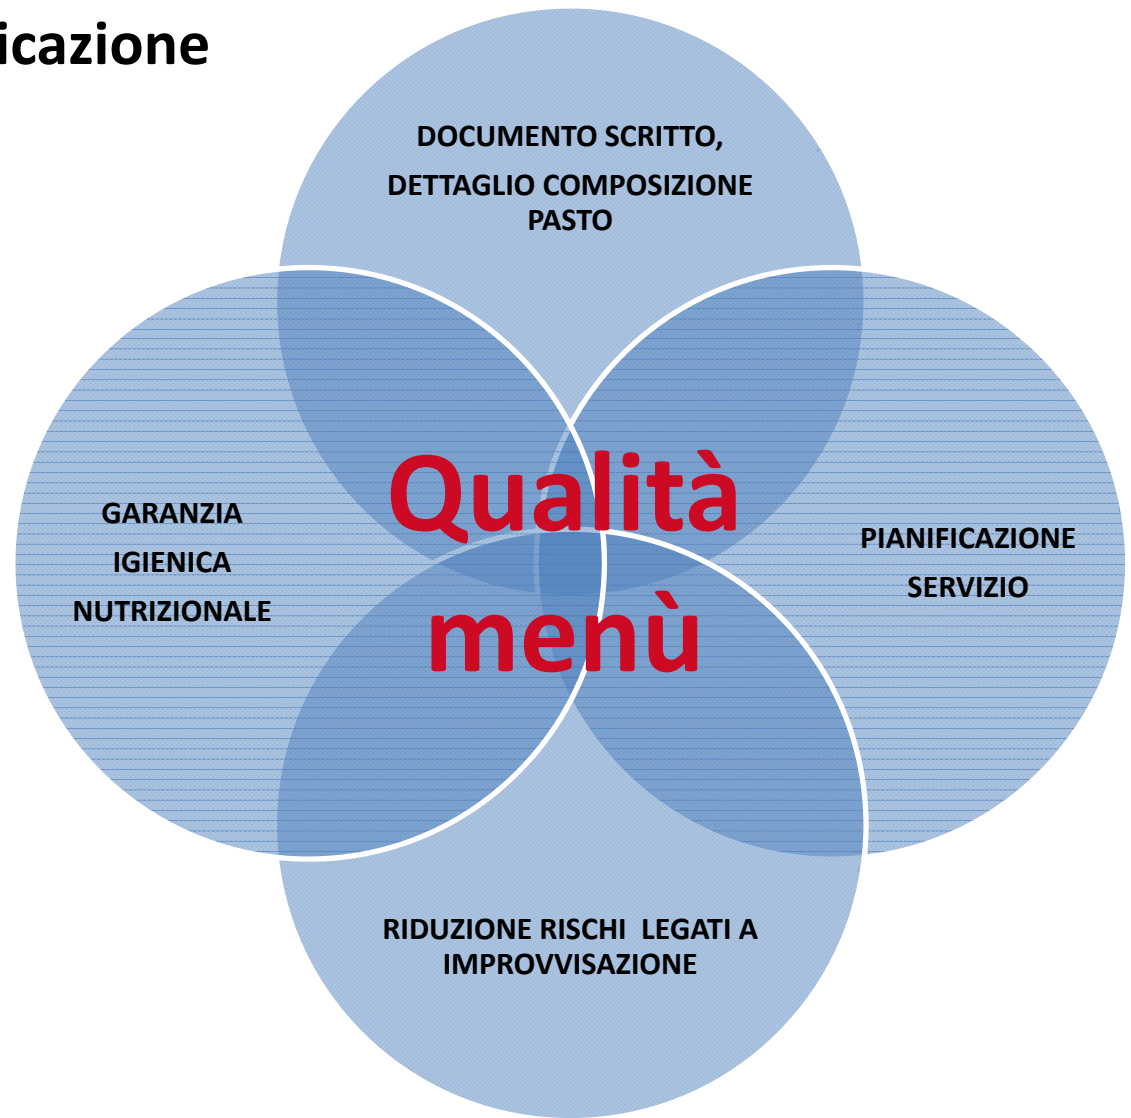 icazione
DOCUMENTO SCRITTO,
DETTAGLIO COMPOSIZIONE
PASTO
Qualità
menù
GARANZIA
IGIENICA
NUTRIZIONALE
PIANIFICAZIONE
SERVIZIO
RIDUZIONE RISCHI LEGATI A
IMPROVVISAZIONE